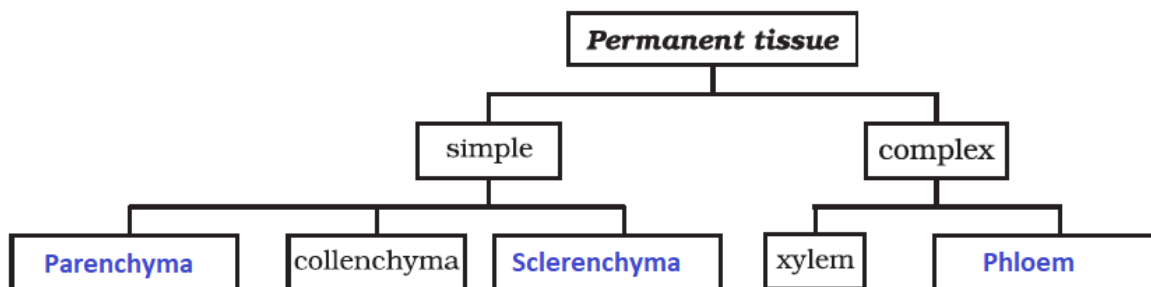 Permanent tissue
simple
complex
Parenchyma
collenchyma
Sclerenchyma
xylem
Phloem